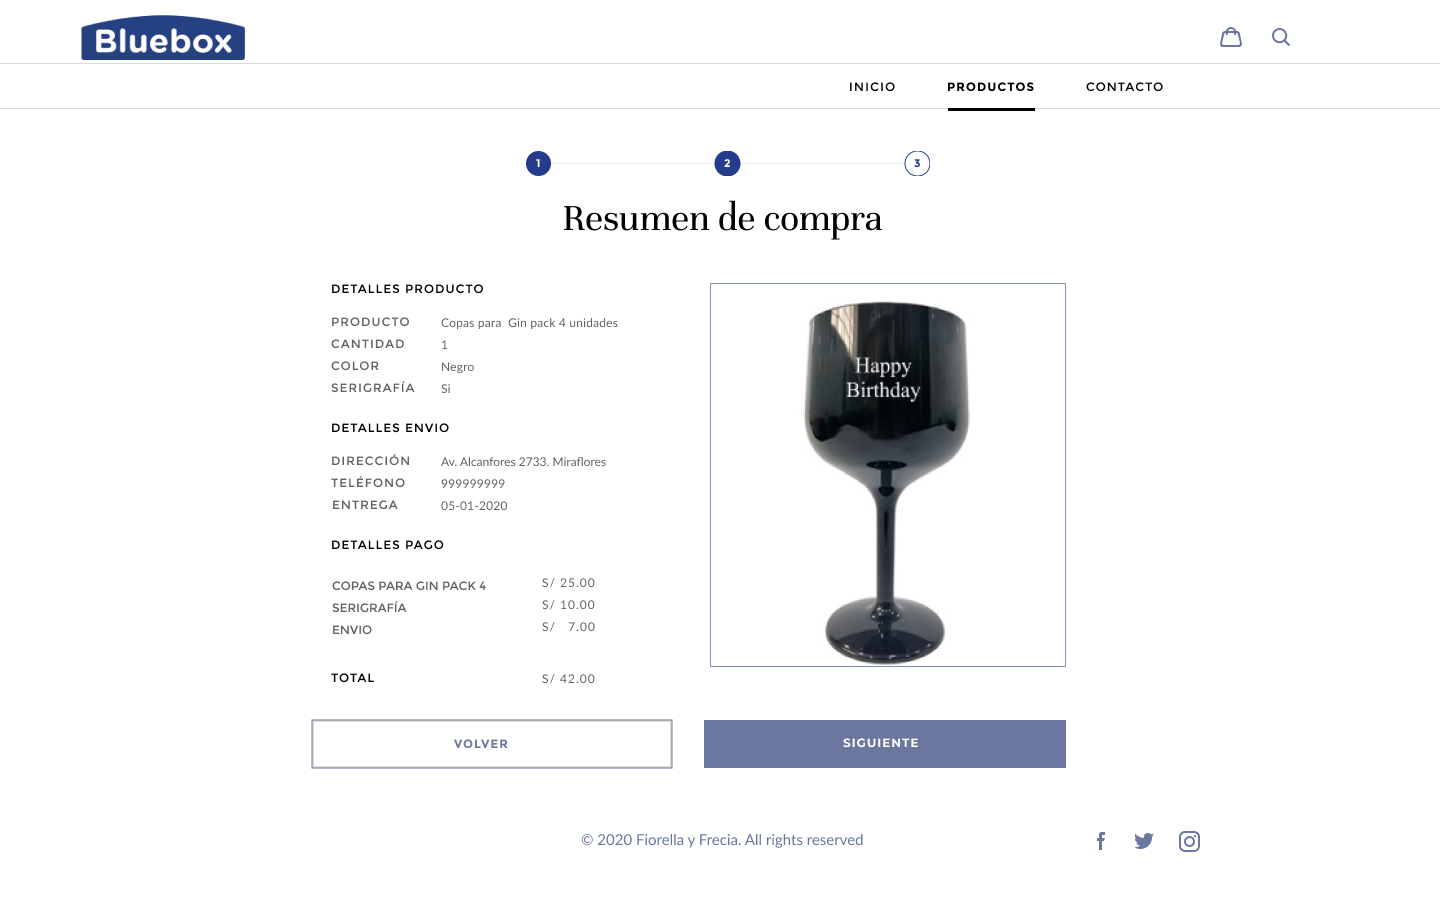 Bluebox
INICIO PRODUCTOS CONTACTO
1 2 3
Resumen de compra
DETALLES PRODUCTO
PRODUCTO Copas para Gin pack 4 unidades
CANTIDAD 1
COLOR Negro
SERIGRAFÍA Si
DETALLES ENVIO
DIRECCIÓN Av. Alcanfores 2733. Miraflores
TELÉFONO 999999999
ENTREGA 05-01-2020
DETALLES PAGO
COPAS PARA GIN PACK 4 S/ 25.00
SERIGRAFÍA S/ 10.00
ENVIO S/ 7.00
TOTAL S/ 42.00
Happy
Birthday
VOLVER SIGUIENTE
© 2020 Fiorella y Frecia. All rights reserved